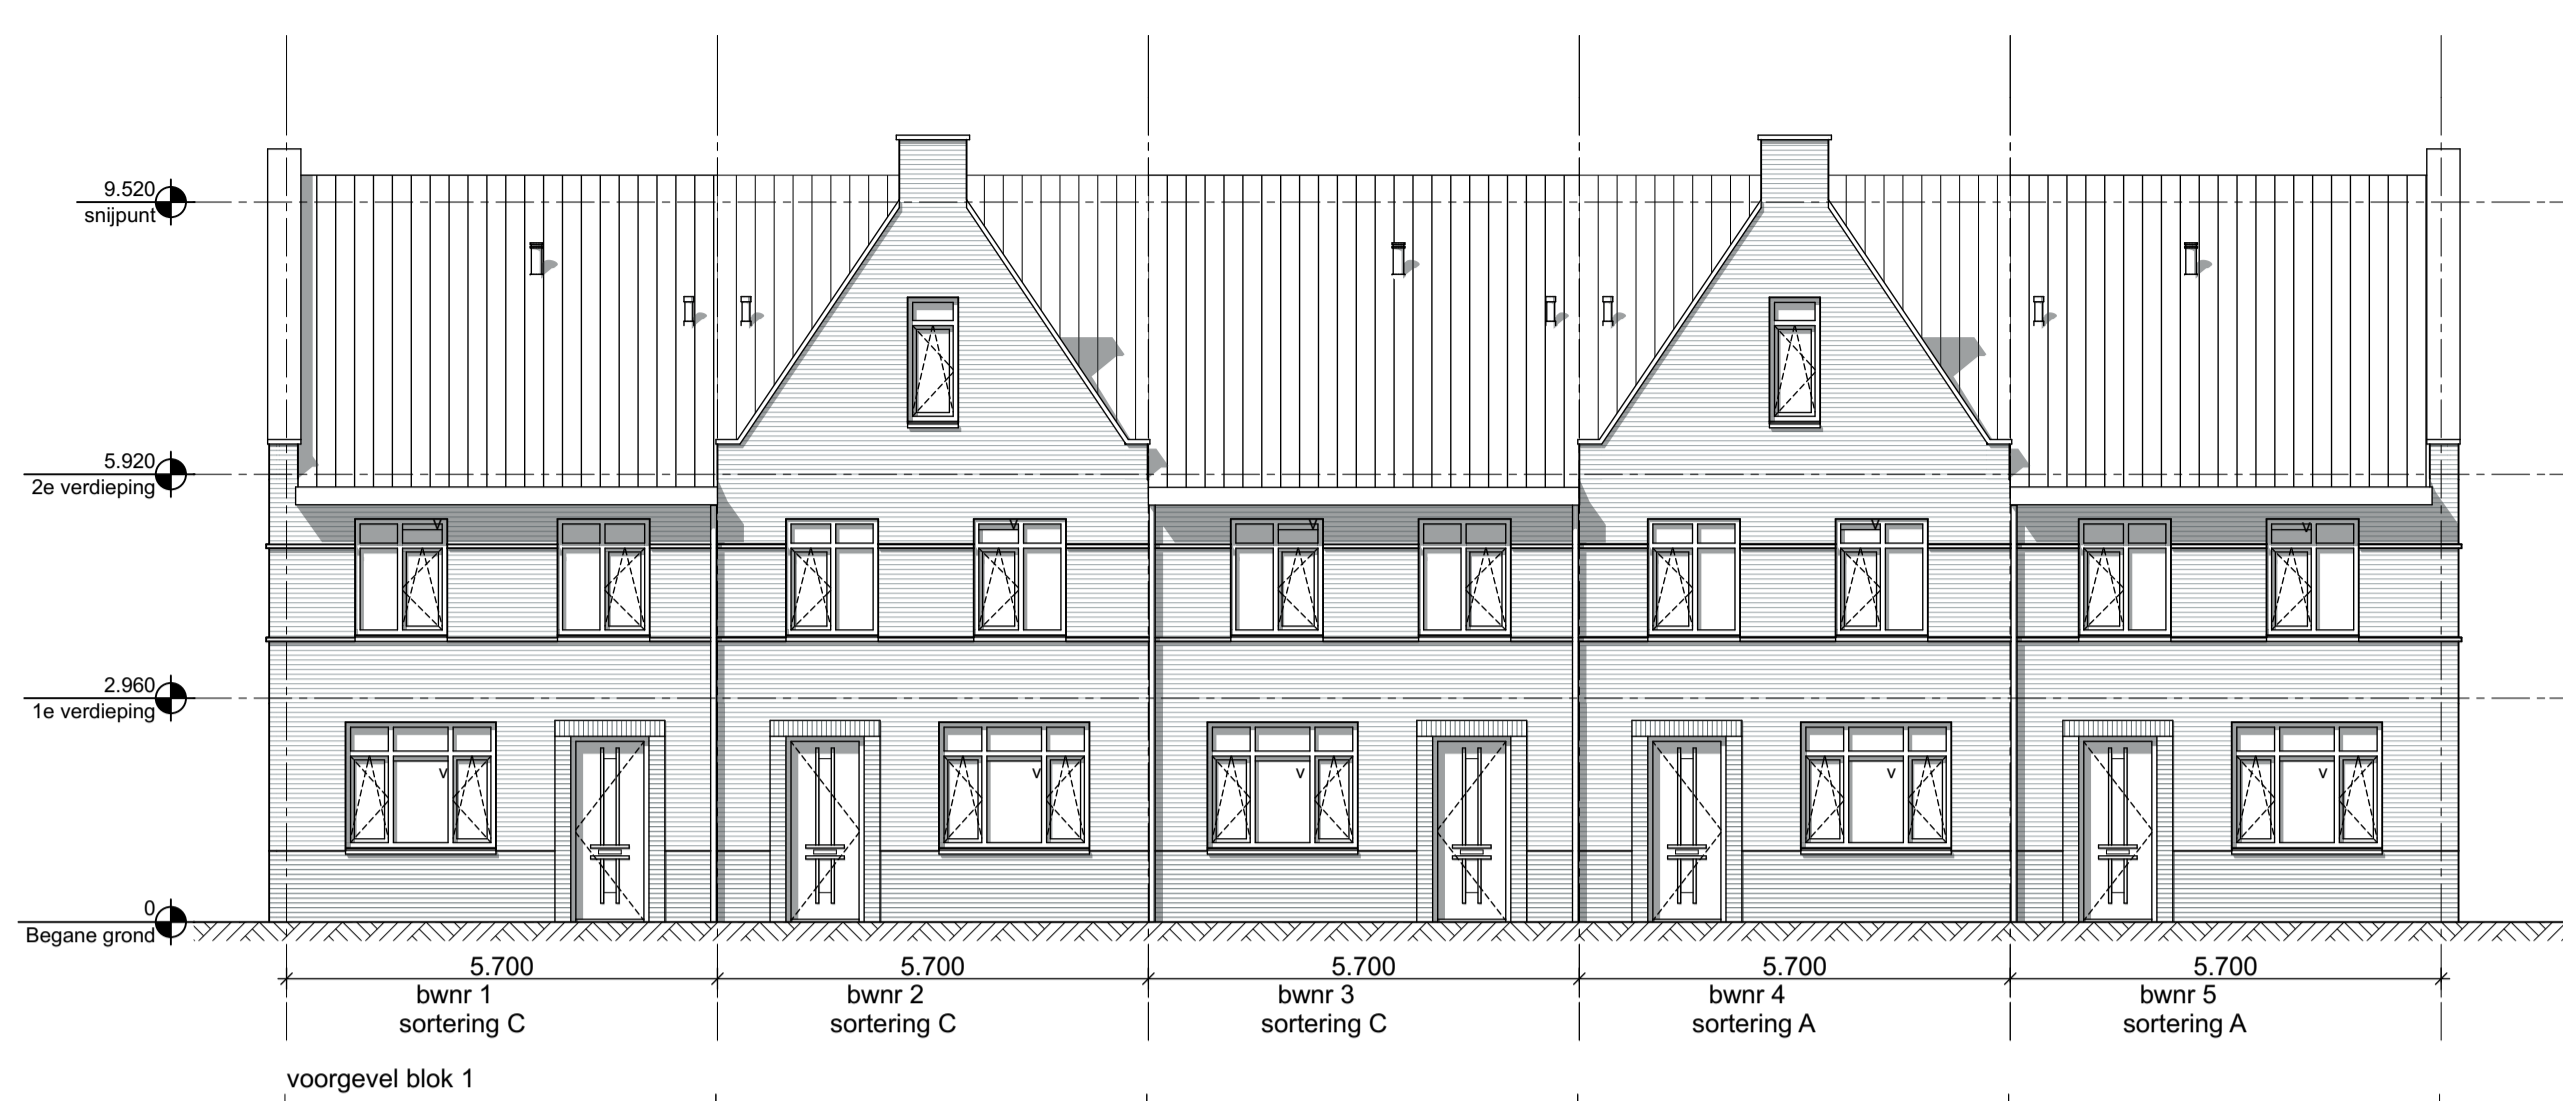 9.520
snijpunt
5.920
2e verdieping
v
v
v
v
v
2.960
1e verdieping
v
v
v
v
v
0
Begane grond
5.700
5.700
5.700
5.700
5.700
bwnr 1
bwnr 2
bwnr 3
bwnr 4
bwnr 5
sortering C
sortering C
sortering C
sortering A
sortering A
voorgevel blok 1